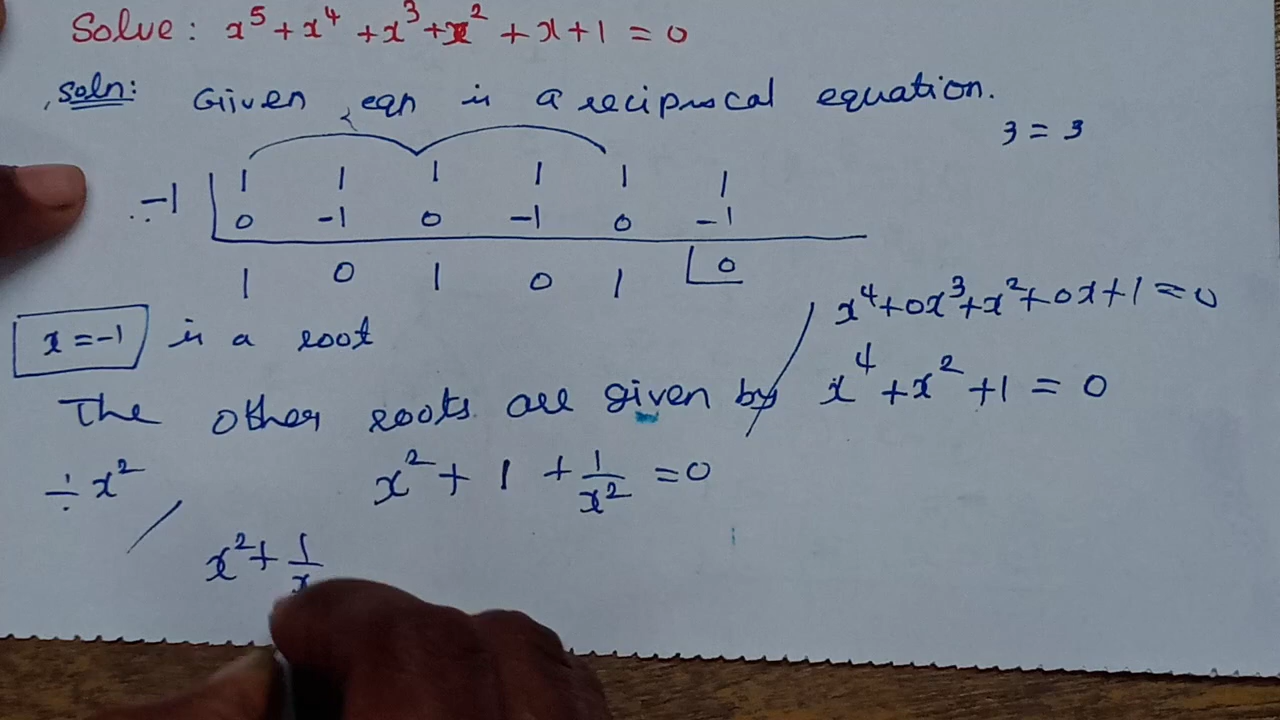 Solve: x⁵ + x⁴ + x³ + x² + x + 1 = 0
Soln: Given eqn is a reciprocal equation.
3 = 3
-1 | 1 1 1 1 1 1
0 -1 0 -1 0 -1
1 0 1 0 1 | 0
x⁴ + 0x³ + x² + 0x + 1 = 0
x = -1 is a root
The other roots are given by x⁴ + x² + 1 = 0
÷ x² x² + 1 + 1/x² = 0
x² + 1/x